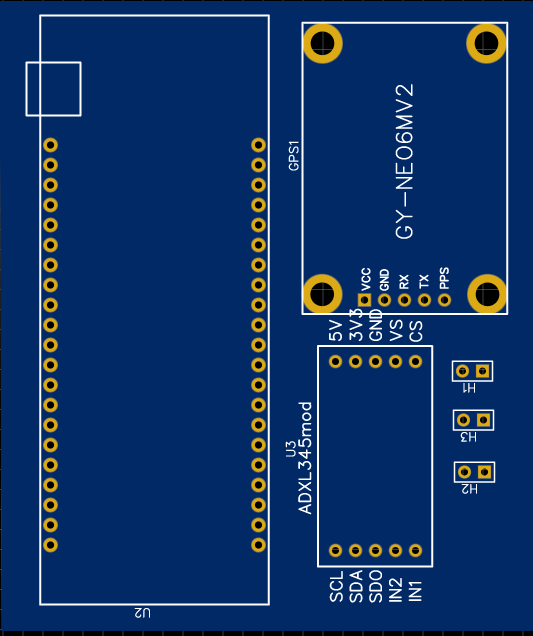 GPS1
GY-NEO6MV2
VCC
GND
RX
TX
PPS
5V
3V3
GND
VS
CS
U3
ADXL345mod
SCL
SDA
SDO
IN2
IN1
H1
H3
H2
U2